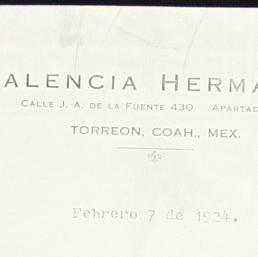 ALENCIA HERMA
CALLE J. A. DE LA FUENTE 430 APARTAD
TORREON, COAH., MEX.
Febrero 7 de 1924.